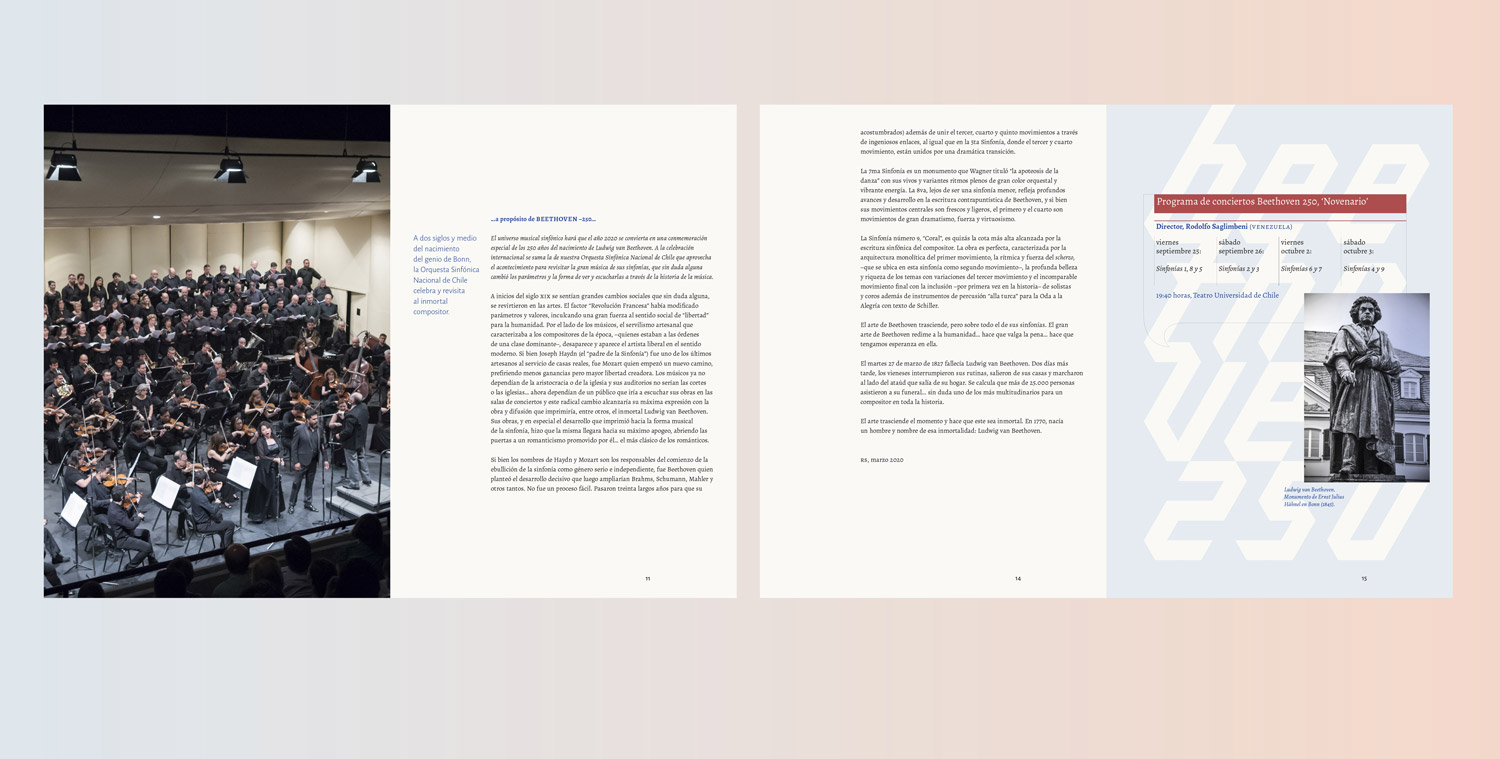 A dos siglos y medio
del nacimiento
del genio de Bonn,
la Orquesta Sinfónica
Nacional de Chile
celebra y revisita
al inmortal
compositor.
...a propósito de BEETHOVEN –250...
El universo musical sinfónico hará que el año 2020 se convierta en una conmemoración
especial de los 250 años del nacimiento de Ludwig van Beethoven. A la celebración
internacional se suma la de nuestra Orquesta Sinfónica Nacional de Chile que aprovecha
el acontecimiento para revisitar la gran música de sus sinfonías, que sin duda alguna
cambió los parámetros y la forma de ver y escucharlas a través de la historia de la música.
A inicios del siglo XIX se sentían grandes cambios sociales que sin duda alguna,
se revirtieron en las artes. El factor "Revolución Francesa" había modificado
parámetros y valores, inculcando una gran fuerza al sentido social de "libertad"
para la humanidad. Por el lado de los músicos, el servilismo artesanal que
caracterizaba a los compositores de la época, –quienes estaban a las órdenes
de una clase dominante–, desaparece y aparece el artista liberal en el sentido
moderno. Si bien Joseph Haydn (el "padre de la Sinfonía") fue uno de los últimos
artesanos al servicio de casas reales, fue Mozart quien empezó un nuevo camino,
prefiriendo menos ganancias pero mayor libertad creadora. Los músicos ya no
dependían de la aristocracia o de la iglesia y sus auditorios no serían las cortes
o las iglesias... ahora dependían de un público que iría a escuchar sus obras en las
salas de conciertos y este radical cambio alcanzaría su máxima expresión con la
obra y difusión que imprimiría, entre otros, el inmortal Ludwig van Beethoven.
Sus obras, y en especial el desarrollo que imprimió hacia la forma musical
de la sinfonía, hizo que la misma llegara hacia su máximo apogeo, abriendo las
puertas a un romanticismo promovido por él... el más clásico de los románticos.
Si bien los nombres de Haydn y Mozart son los responsables del comienzo de la
ebullición de la sinfonía como género serio e independiente, fue Beethoven quien
planteó el desarrollo decisivo que luego ampliarían Brahms, Schumann, Mahler y
otros tantos. No fue un proceso fácil. Pasaron treinta largos años para que su
11
acostumbrados) además de unir el tercer, cuarto y quinto movimientos a través
de ingeniosos enlaces, al igual que en la 5ta Sinfonía, donde el tercer y cuarto
movimiento, están unidos por una dramática transición.
La 7ma Sinfonía es un monumento que Wagner tituló "la apoteosis de la
danza" con sus vivos y variantes ritmos plenos de gran color orquestal y
vibrante energía. La 8va, lejos de ser una sinfonía menor, refleja profundos
avances y desarrollo en la escritura contrapuntística de Beethoven, y si bien
sus movimientos centrales son frescos y ligeros, el primero y el cuarto son
movimientos de gran dramatismo, fuerza y virtuosismo.
La Sinfonía número 9, "Coral", es quizás la cota más alta alcanzada por la
escritura sinfónica del compositor. La obra es perfecta, caracterizada por la
arquitectura monolítica del primer movimiento, la rítmica y fuerza del scherzo,
–que se ubica en esta sinfonía como segundo movimiento–, la profunda belleza
y riqueza de los temas con variaciones del tercer movimiento y el incomparable
movimiento final con la inclusión –por primera vez en la historia– de solistas
y coros además de instrumentos de percusión "alla turca" para la Oda a la
Alegría con texto de Schiller.
El arte de Beethoven trasciende, pero sobre todo el de sus sinfonías. El gran
arte de Beethoven redime a la humanidad... hace que valga la pena... hace que
tengamos esperanza en ella.
El martes 27 de marzo de 1827 fallecía Ludwig van Beethoven. Dos días más
tarde, los vieneses interrumpieron sus rutinas, salieron de sus casas y marcharon
al lado del ataúd que salía de su hogar. Se calcula que más de 25.000 personas
asistieron a su funeral... sin duda uno de los más multitudinarios para un
compositor en toda la historia.
El arte trasciende el momento y hace que este sea inmortal. En 1770, nacía
un hombre y nombre de esa inmortalidad: Ludwig van Beethoven.
RS, marzo 2020
14
Programa de conciertos Beethoven 250, 'Novenario'
Director, Rodolfo Saglimbeni (VENEZUELA)
viernes
septiembre 25:
Sinfonías 1, 8 y 5
sábado
septiembre 26:
Sinfonías 2 y 3
viernes
octubre 2:
Sinfonías 6 y 7
sábado
octubre 3:
Sinfonías 4 y 9
19:40 horas, Teatro Universidad de Chile
Ludwig van Beethoven.
Monumento de Ernst Julius
Hähnel en Bonn (1845).
250
15